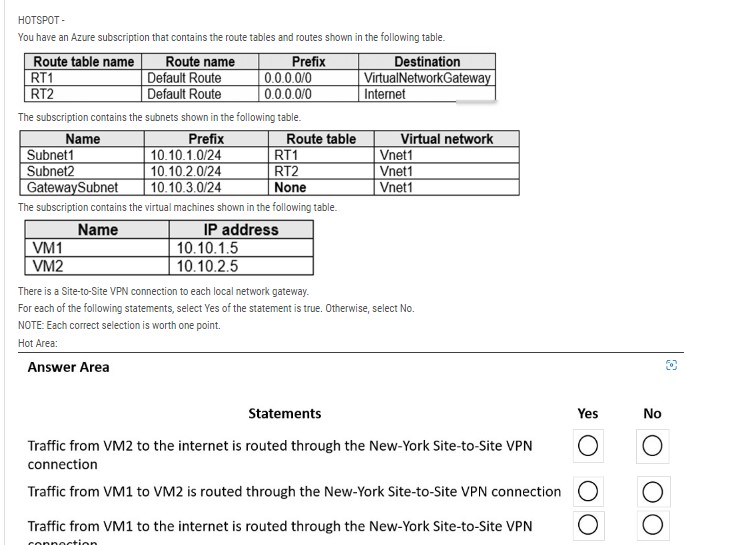 HOTSPOT -
You have an Azure subscription that contains the route tables and routes shown in the following table.
Route table name Route name Prefix Destination
RT1 Default Route 0.0.0.0/0 VirtualNetworkGateway
RT2 Default Route 0.0.0.0/0 Internet
The subscription contains the subnets shown in the following table.
Name Prefix Route table Virtual network
Subnet1 10.10.1.0/24 RT1 Vnet1
Subnet2 10.10.2.0/24 RT2 Vnet1
GatewaySubnet 10.10.3.0/24 None Vnet1
The subscription contains the virtual machines shown in the following table.
Name IP address
VM1 10.10.1.5
VM2 10.10.2.5
There is a Site-to-Site VPN connection to each local network gateway.
For each of the following statements, select Yes of the statement is true. Otherwise, select No.
NOTE: Each correct selection is worth one point.
Hot Area:
Answer Area
Statements Yes No
Traffic from VM2 to the internet is routed through the New-York Site-to-Site VPN
connection
Traffic from VM1 to VM2 is routed through the New-York Site-to-Site VPN connection
Traffic from VM1 to the internet is routed through the New-York Site-to-Site VPN
connection